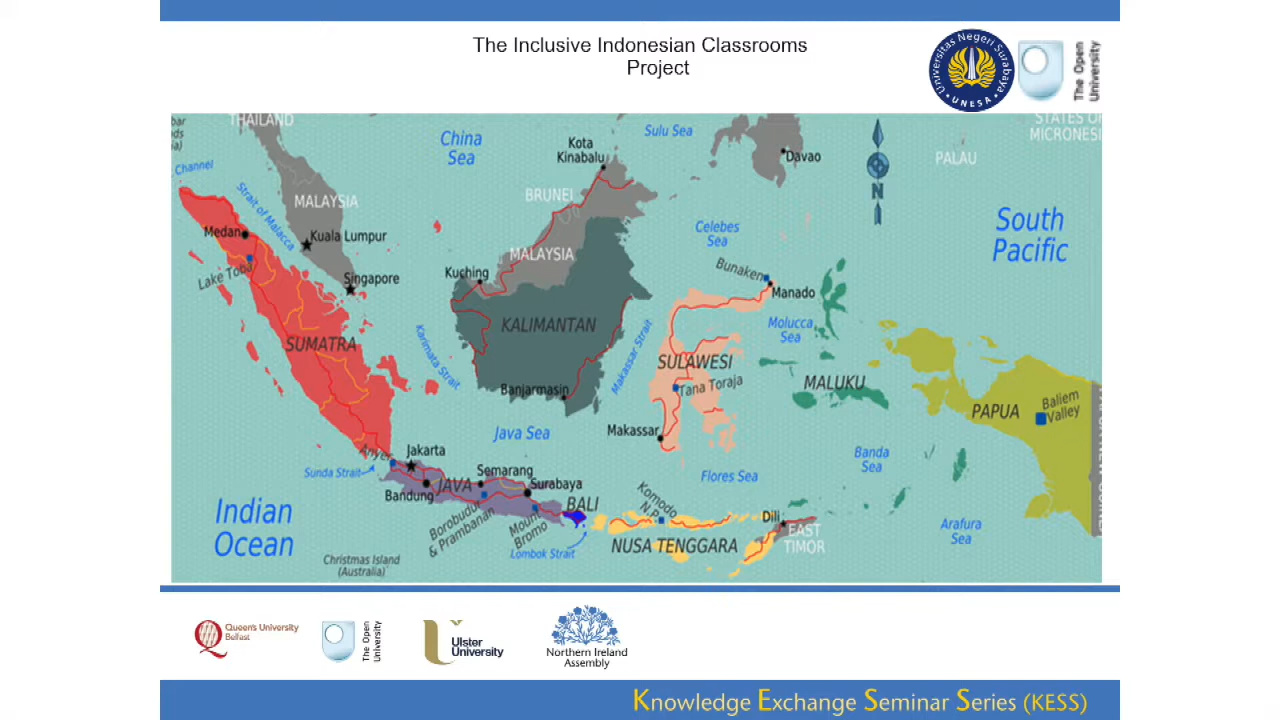 The Inclusive Indonesian Classrooms
Project
Universitas Negeri Surabaya
UNESA
The Open
University
THAILAND
Channel
Strait of Malacca
MALAYSIA
Medan
Kuala Lumpur
Lake Toba
Singapore
SUMATRA
China
Sea
Kota
Kinabalu
Sulu Sea
BRUNEI
MALAYSIA
Kuching
KALIMANTAN
Karimata Strait
Banjarmasin
Makassar Strait
Davao
N
PALAU
STATES OF
MICRONESI
Celebes
Sea
South
Pacific
Bunaken
Manado
Molucca
Sea
SULAWESI
Tana Toraja
MALUKU
PAPUA
Baliem
Valley
Makassar
Java Sea
Flores Sea
Banda
Sea
Arafura
Sea
Anyer
Jakarta
Sunda Strait
Bandung
JAVA
Semarang
Surabaya
BALI
Borobudur
& Prambanan
Mount
Bromo
Lombok Strait
Komodo
N.P.
NUSA TENGGARA
Dili
EAST
TIMOR
Indian
Ocean
Christmas Island
(Australia)
Queen's University
Belfast
The Open
University
Ulster
University
Northern Ireland
Assembly
Knowledge Exchange Seminar Series (KESS)